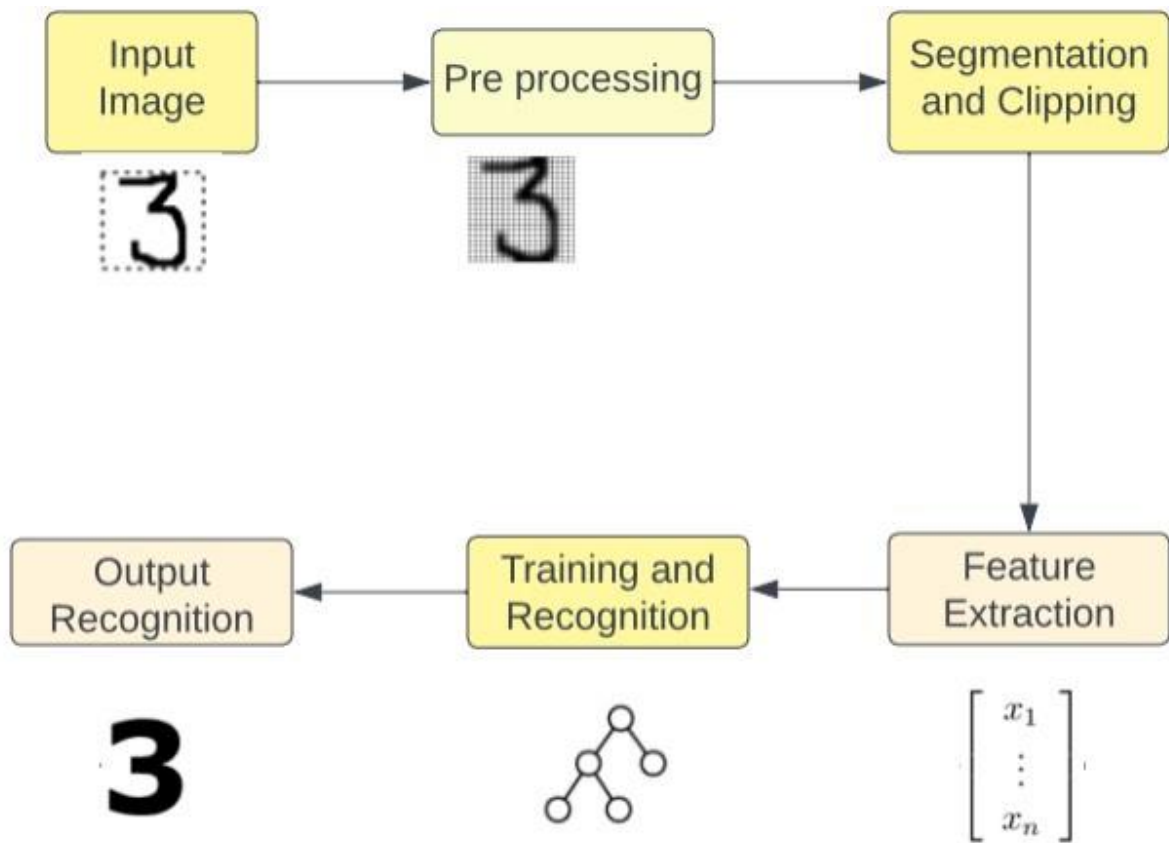 Input
Image
Pre processing
Segmentation
and Clipping
3
3
Feature
Extraction
Training and
Recognition
Output
Recognition
x₁
⋮
xₙ
3